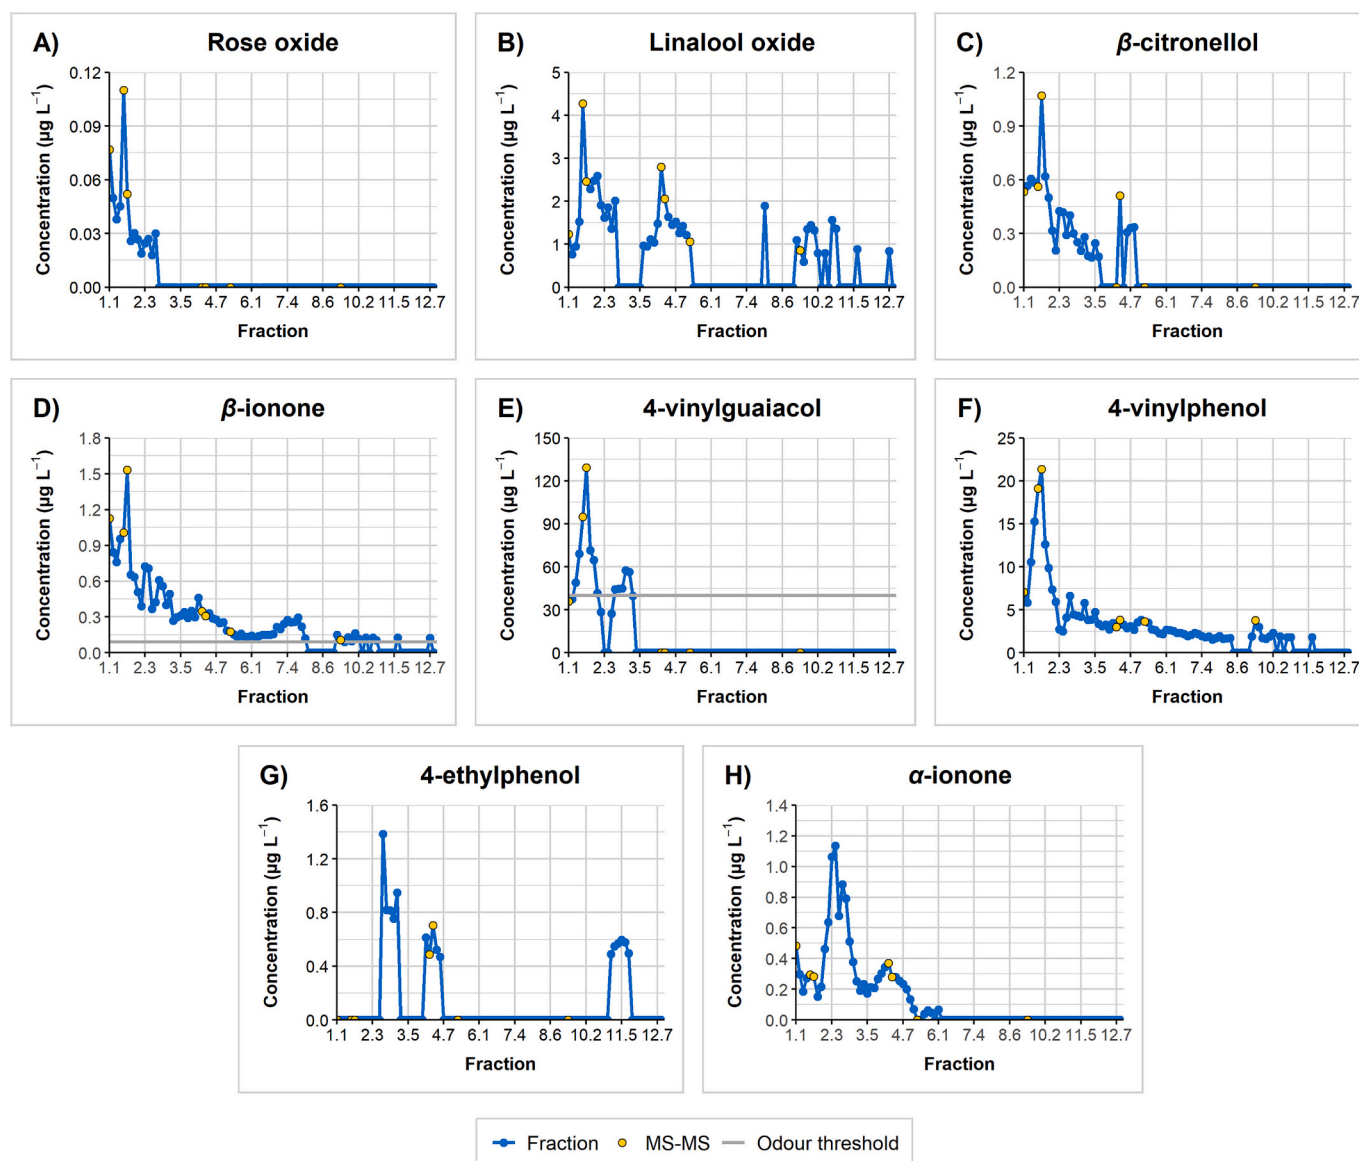 A) Rose oxide
Concentration (µg L⁻¹)
0.12
0.09
0.06
0.03
0.00
1.1 2.3 3.5 4.7 6.1 7.4 8.6 10.2 11.5 12.7
Fraction
B) Linalool oxide
Concentration (µg L⁻¹)
5
4
3
2
1
0
1.1 2.3 3.5 4.7 6.1 7.4 8.6 10.2 11.5 12.7
Fraction
C) β-citronellol
Concentration (µg L⁻¹)
1.2
0.9
0.6
0.3
0.0
1.1 2.3 3.5 4.7 6.1 7.4 8.6 10.2 11.5 12.7
Fraction
D) β-ionone
Concentration (µg L⁻¹)
1.8
1.5
1.2
0.9
0.6
0.3
0.0
1.1 2.3 3.5 4.7 6.1 7.4 8.6 10.2 11.5 12.7
Fraction
E) 4-vinylguaiacol
Concentration (µg L⁻¹)
150
120
90
60
30
0
1.1 2.3 3.5 4.7 6.1 7.4 8.6 10.2 11.5 12.7
Fraction
F) 4-vinylphenol
Concentration (µg L⁻¹)
25
20
15
10
5
0
1.1 2.3 3.5 4.7 6.1 7.4 8.6 10.2 11.5 12.7
Fraction
G) 4-ethylphenol
Concentration (µg L⁻¹)
1.6
1.2
0.8
0.4
0.0
1.1 2.3 3.5 4.7 6.1 7.4 8.6 10.2 11.5 12.7
Fraction
H) α-ionone
Concentration (µg L⁻¹)
1.4
1.2
1.0
0.8
0.6
0.4
0.2
0.0
1.1 2.3 3.5 4.7 6.1 7.4 8.6 10.2 11.5 12.7
Fraction
Fraction MS-MS Odour threshold